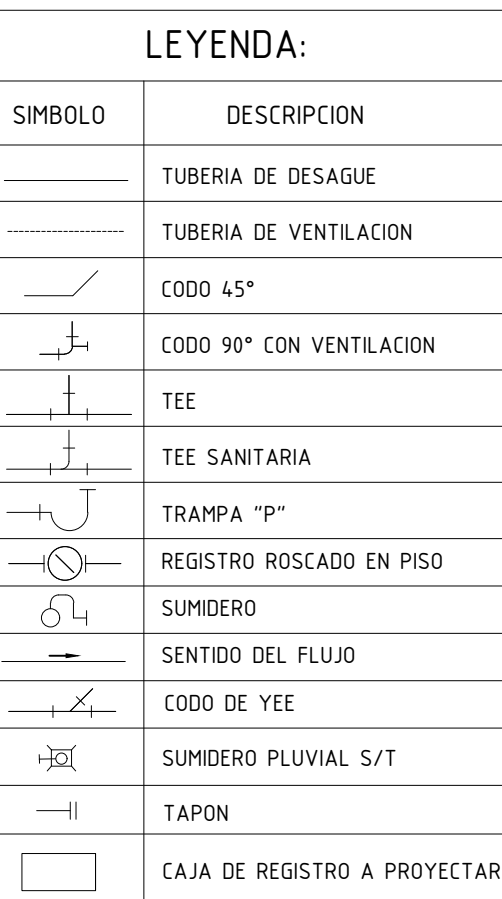 LEYENDA:
SIMBOLO DESCRIPCION
TUBERIA DE DESAGUE
TUBERIA DE VENTILACION
CODO 45°
CODO 90° CON VENTILACION
TEE
TEE SANITARIA
TRAMPA "P"
REGISTRO ROSCADO EN PISO
SUMIDERO
SENTIDO DEL FLUJO
CODO DE YEE
SUMIDERO PLUVIAL S/T
TAPON
CAJA DE REGISTRO A PROYECTAR